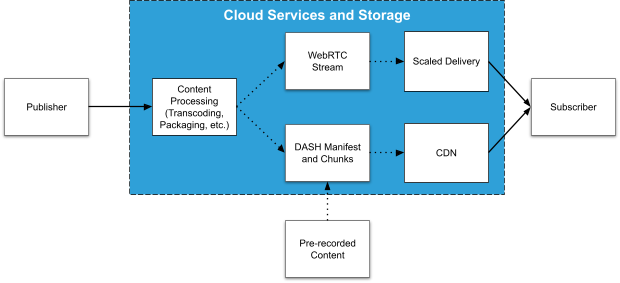 Cloud Services and Storage
Publisher
Content
Processing
(Transcoding,
Packaging, etc.)
WebRTC
Stream
Scaled Delivery
DASH Manifest
and Chunks
CDN
Subscriber
Pre-recorded
Content